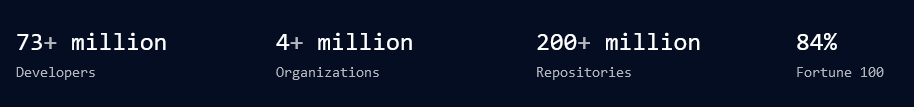 73+ million 4+ million 200+ million 84%
Developers Organizations Repositories Fortune 100